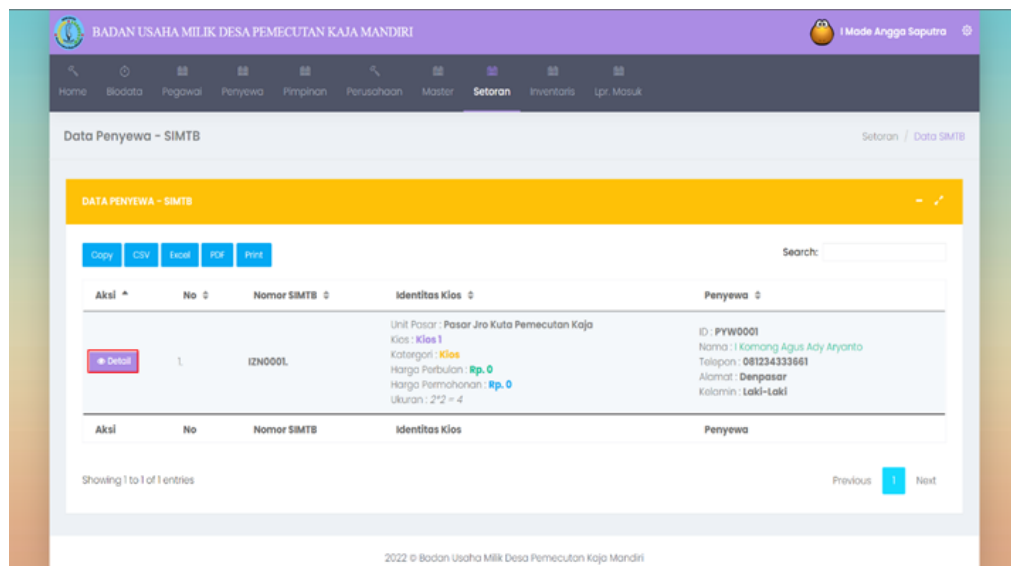 BADAN USAHA MILIK DESA PEMECUTAN KAJA MANDIRI
I Made Angga Saputra
Home Biodata Pegawai Penyewa Pimpinan Perusahaan Master Setoran Inventaris Lpr. Masuk
Data Penyewa - SIMTB
Setoran / Data SIMTB
DATA PENYEWA - SIMTB
Copy CSV Excel PDF Print
Search:
Aksi No Nomor SIMTB Identitas Kios Penyewa
Detail
1.
IZN0001.
Unit Pasar : Pasar Jro Kuta Pemecutan Kaja
Kios : Kios 1
Katergori : Kios
Harga Perbulan : Rp. 0
Harga Permohonan : Rp. 0
Ukuran : 2*2 = 4
ID : PYW0001
Nama : I Komang Agus Ady Aryanto
Telepon : 081234333661
Alamat : Denpasar
Kelamin : Laki-Laki
Aksi No Nomor SIMTB Identitas Kios Penyewa
Showing 1 to 1 of 1 entries
Previous 1 Next
2022 © Badan Usaha Milik Desa Pemecutan Kaja Mandiri